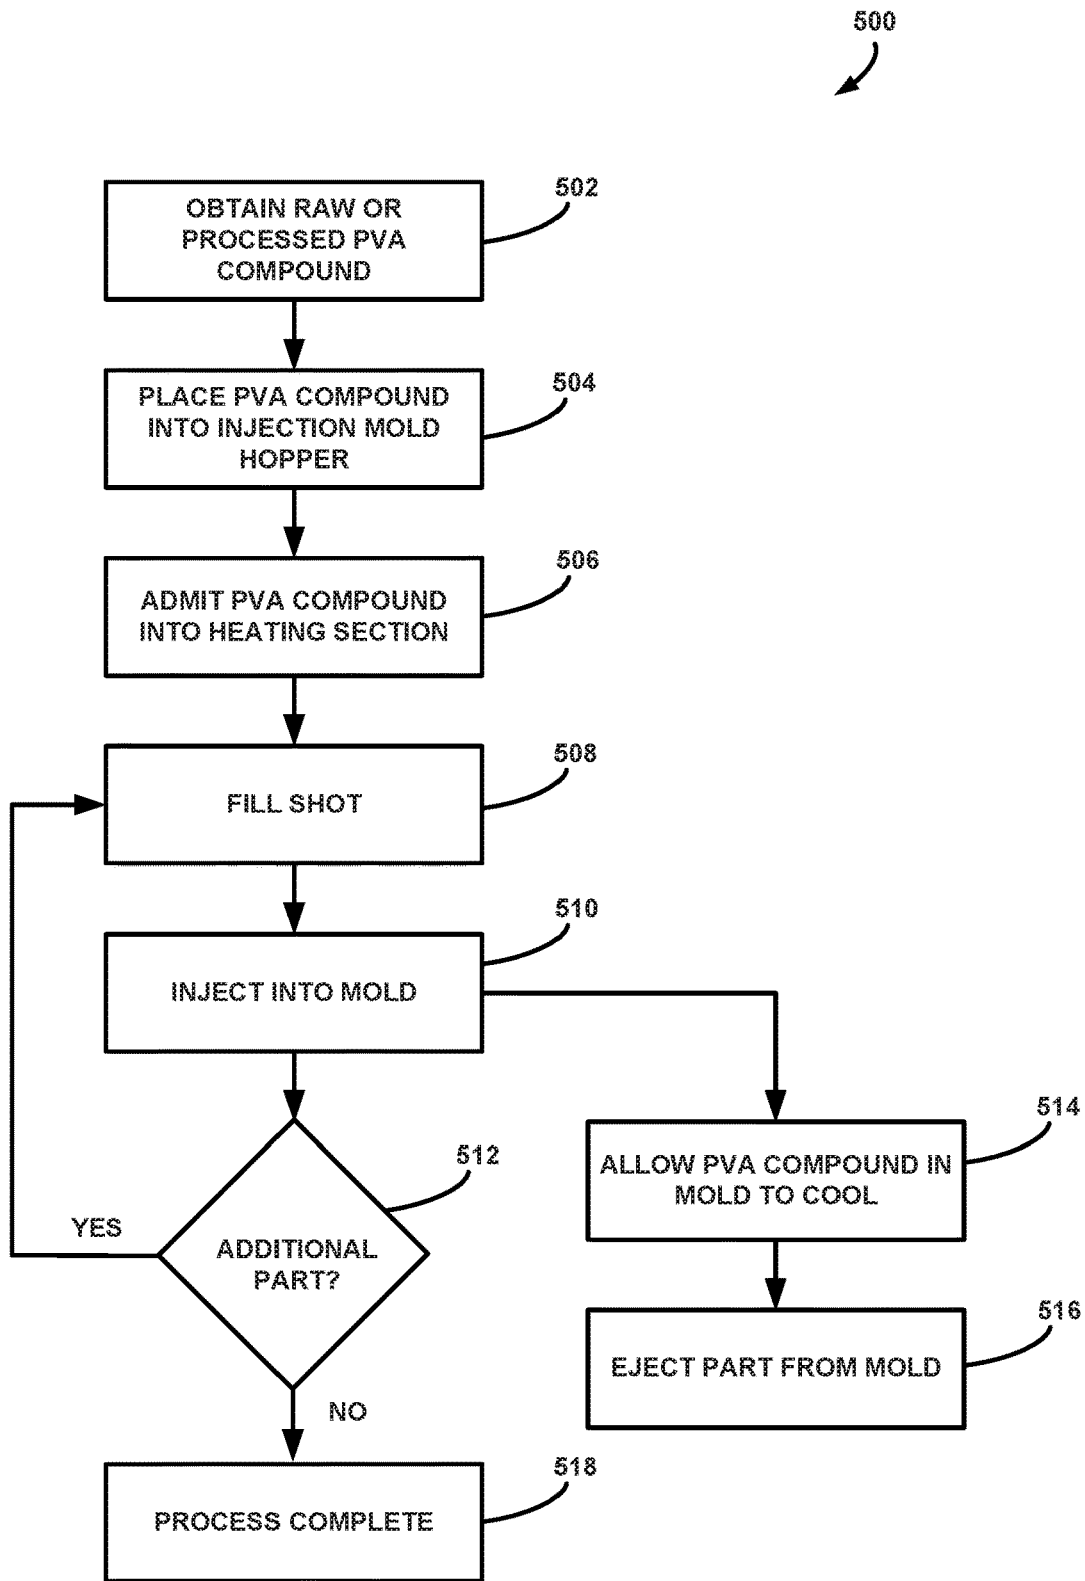 500
502
OBTAIN RAW OR
PROCESSED PVA
COMPOUND
504
PLACE PVA COMPOUND
INTO INJECTION MOLD
HOPPER
506
ADMIT PVA COMPOUND
INTO HEATING SECTION
508
FILL SHOT
510
INJECT INTO MOLD
512
ADDITIONAL
PART?
YES
NO
514
ALLOW PVA COMPOUND IN
MOLD TO COOL
516
EJECT PART FROM MOLD
518
PROCESS COMPLETE